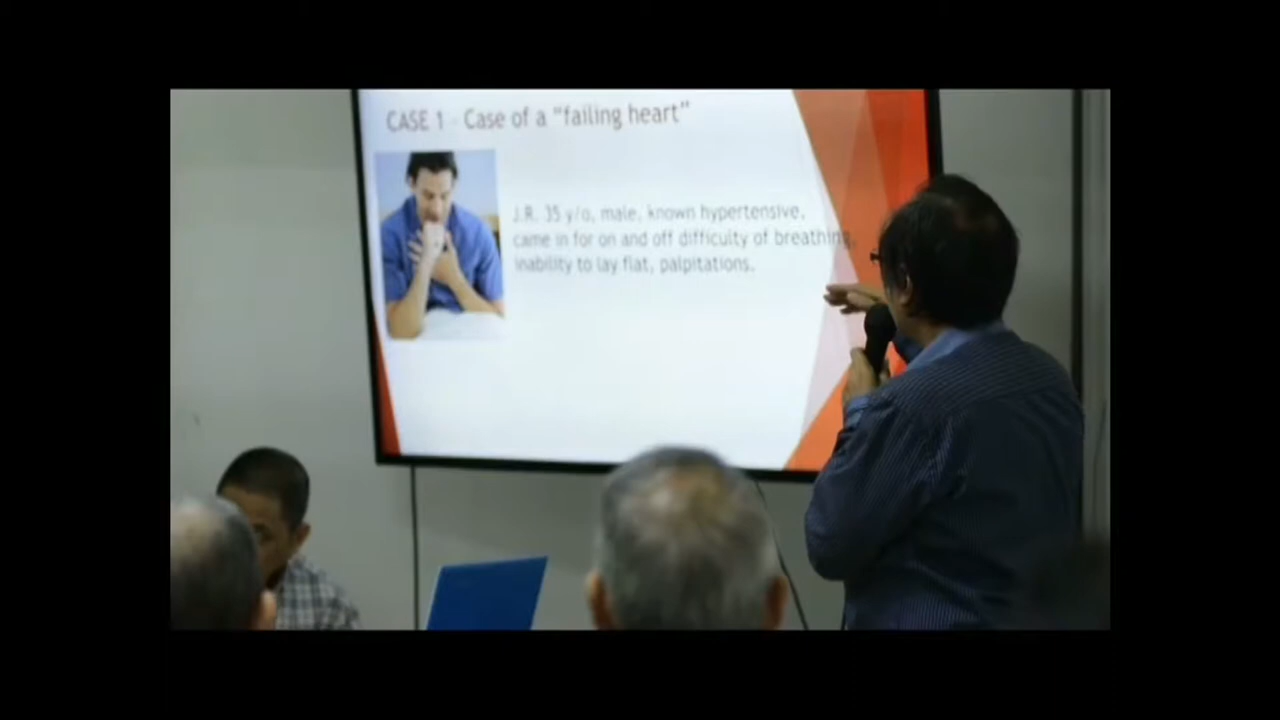 CASE 1 - Case of a “failing heart”
J.R. 35 y/o, male, known hypertensive,
came in for on and off difficulty of breathing,
inability to lay flat, palpitations.